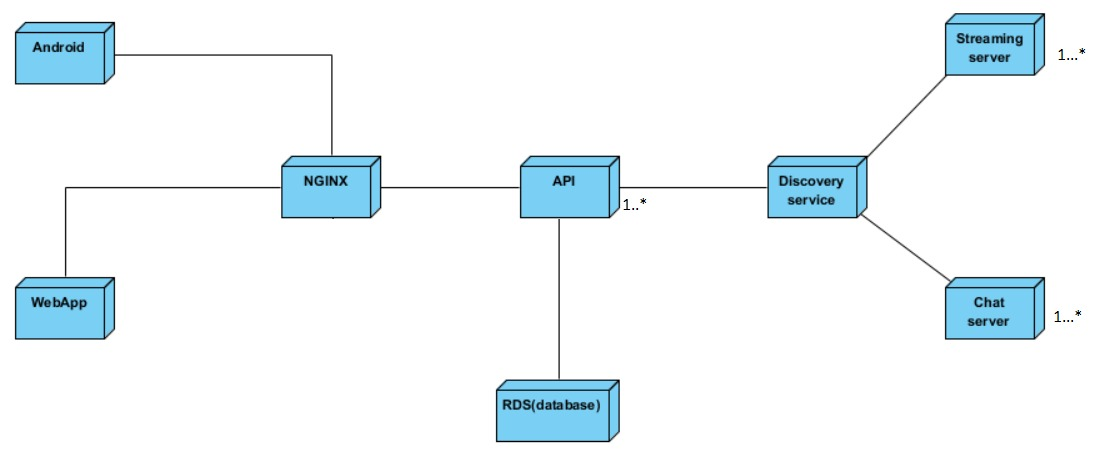 Android
Streaming
server
1...*
NGINX
API
1..*
Discovery
service
WebApp
Chat
server
1...*
RDS(database)